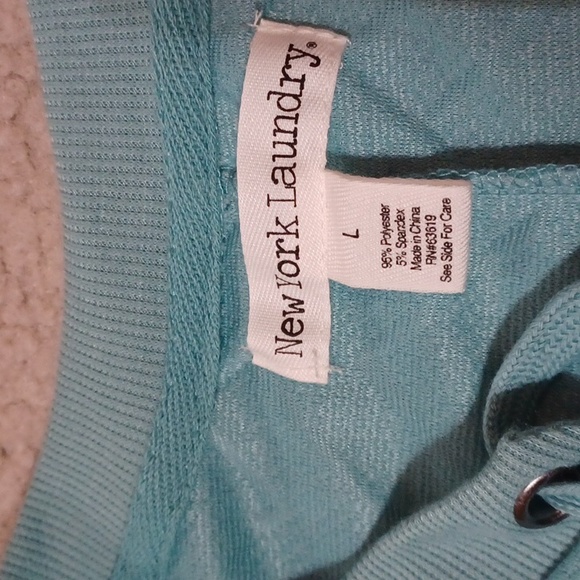 New York Laundry®
L
95% Polyester
5% Spandex
Made in China
RN#63619
See Side For Care